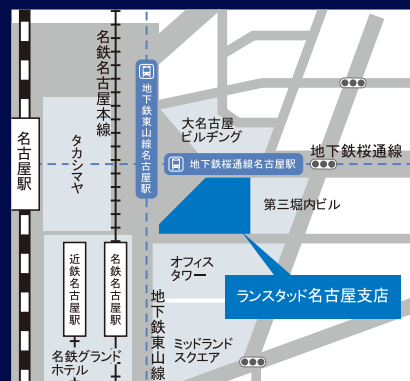 名鉄名古屋本線
地下鉄東山線名古屋駅
大名古屋
ビルヂング
地下鉄桜通線
名古屋駅
タカシマヤ
地下鉄桜通線名古屋駅
第三堀内ビル
オフィス
タワー
近鉄名古屋駅
名鉄名古屋駅
ランスタッド名古屋支店
地下鉄東山線
ミッドランド
スクエア
名鉄グランド
ホテル